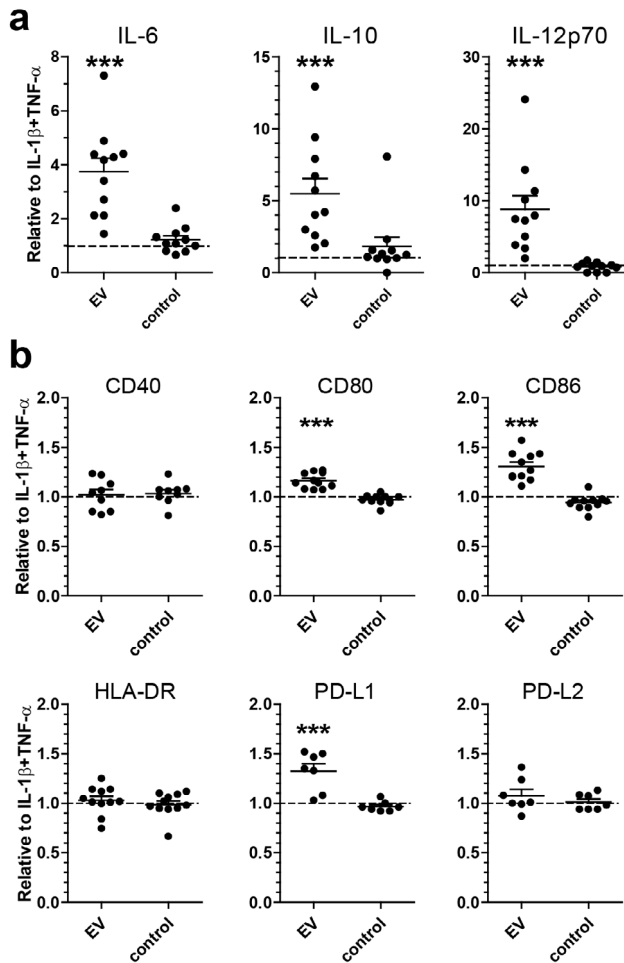 a
IL-6 IL-10 IL-12p70
Relative to IL-1β+TNF-α
8 6 4 2 0
***
EV control
15 10 5 0
***
EV control
30 20 10 0
***
EV control
b
CD40 CD80 CD86
Relative to IL-1β+TNF-α
2.0 1.5 1.0 0.5 0.0
EV control
2.0 1.5 1.0 0.5 0.0
***
EV control
2.0 1.5 1.0 0.5 0.0
***
EV control
HLA-DR PD-L1 PD-L2
Relative to IL-1β+TNF-α
2.0 1.5 1.0 0.5 0.0
EV control
2.0 1.5 1.0 0.5 0.0
***
EV control
2.0 1.5 1.0 0.5 0.0
EV control